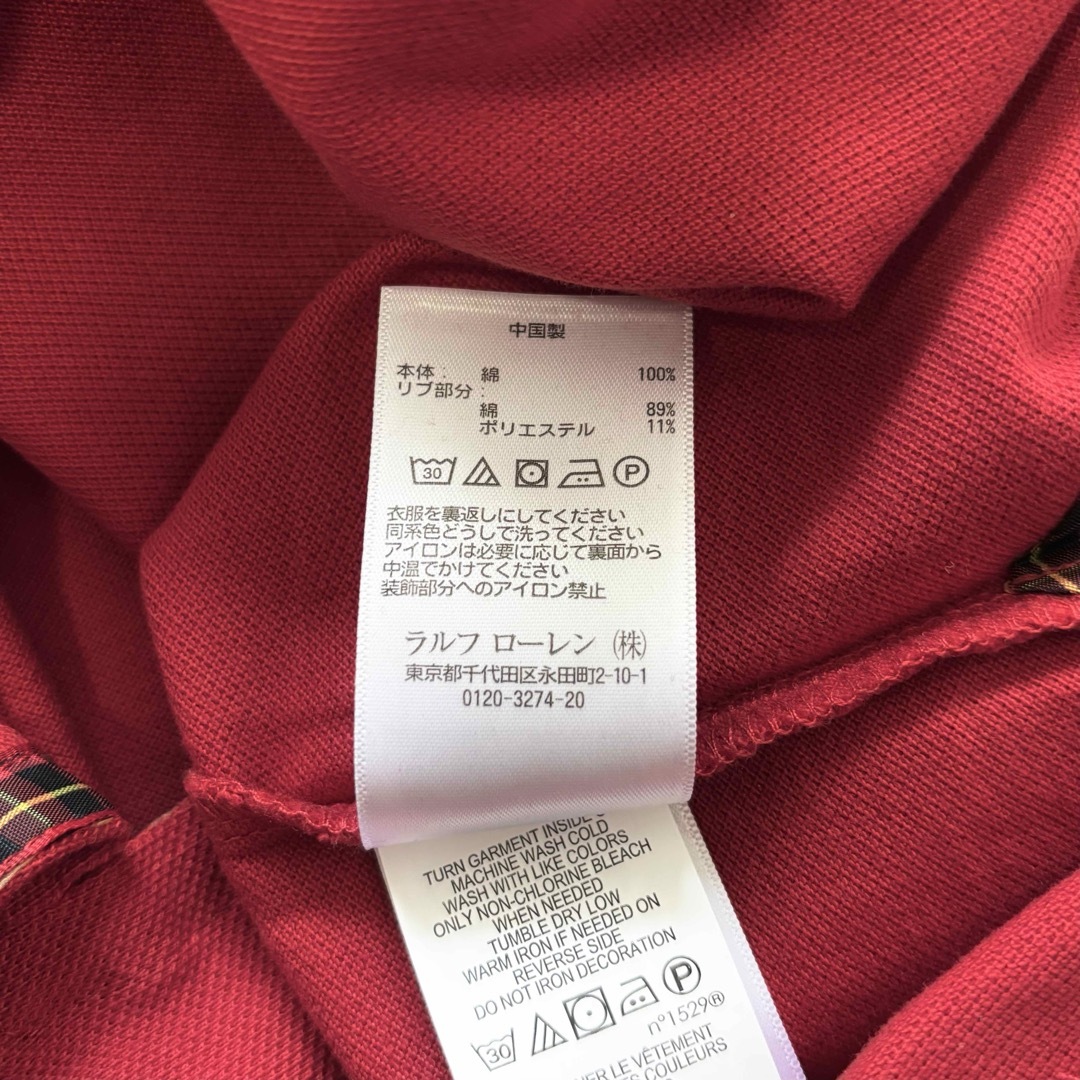 中国製
本体: 綿 100%
リブ部分:
綿 89%
ポリエステル 11%
30 P
衣服を裏返しにしてください
同系色どうしで洗ってください
アイロンは必要に応じて裏面から
中温でかけてください
装飾部分へのアイロン禁止
ラルフ ローレン (株)
東京都千代田区永田町2-10-1
0120-3274-20
TURN GARMENT INSIDE
MACHINE WASH COLD
WASH WITH LIKE COLORS
ONLY NON-CHLORINE BLEACH
WHEN NEEDED
TUMBLE DRY LOW
WARM IRON IF NEEDED ON
REVERSE SIDE
DO NOT IRON DECORATION
30 P
n°1529®
LE VÊTEMENT
COULEURS